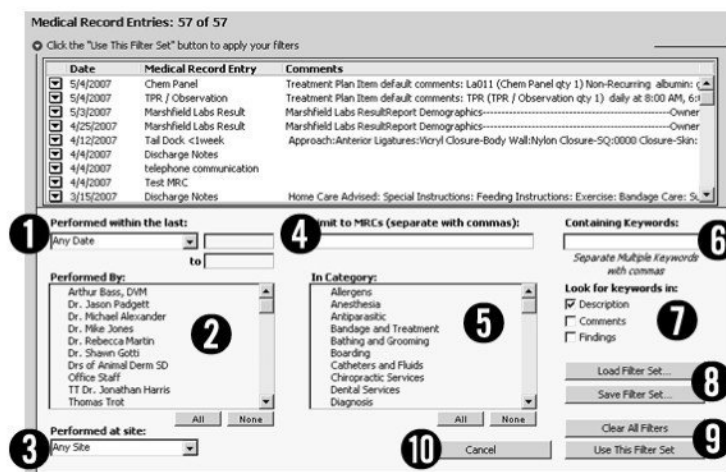 Medical Record Entries: 57 of 57
Click the "Use This Filter Set" button to apply your filters
Date Medical Record Entry Comments
5/4/2007 Chem Panel Treatment Plan Item default comments: La011 (Chem Panel qty 1) Non-Recurring albumin:
5/4/2007 TPR / Observation Treatment Plan Item default comments: TPR (TPR / Observation qty 1) daily at 8:00 AM,
5/3/2007 Marshfield Labs Result Marshfield Labs ResultReport Demographics------------------------------------Owner
4/25/2007 Marshfield Labs Result Marshfield Labs ResultReport Demographics------------------------------------Owner
4/12/2007 Tail Dock <1week Approach:Anterior Ligatures:Vicryl Closure-Body Wall:Nylon Closure-SQ:0000 Closure-Skin:
4/4/2007 Discharge Notes
4/4/2007 telephone communication
4/4/2007 Test MRC
3/15/2007 Discharge Notes Home Care Advised: Special Instructions: Feeding Instructions: Exercise: Bandage Care:
Performed within the last:
1
Any Date
to
Performed By:
Arthur Bass, DVM
Dr. Jason Padgett
Dr. Michael Alexander
Dr. Mike Jones
Dr. Rebecca Martin
Dr. Shawn Gotti
Drs of Animal Derm SD
Office Staff
TT Dr. Jonathan Harris
Thomas Trot
2
All None
Performed at site:
3
Any Site
4
to MRCs (separate with commas):
In Category:
Allergens
Anesthesia
Antiparasitic
Bandage and Treatment
Bathing and Grooming
Boarding
Catheters and Fluids
Chiropractic Services
Dental Services
Diagnosis
5
All None
10
Cancel
Containing Keywords:
6
Separate Multiple Keywords
with commas
Look for keywords in:
Description
Comments
Findings
7
Load Filter Set...
8
Save Filter Set...
Clear All Filters
9
Use This Filter Set